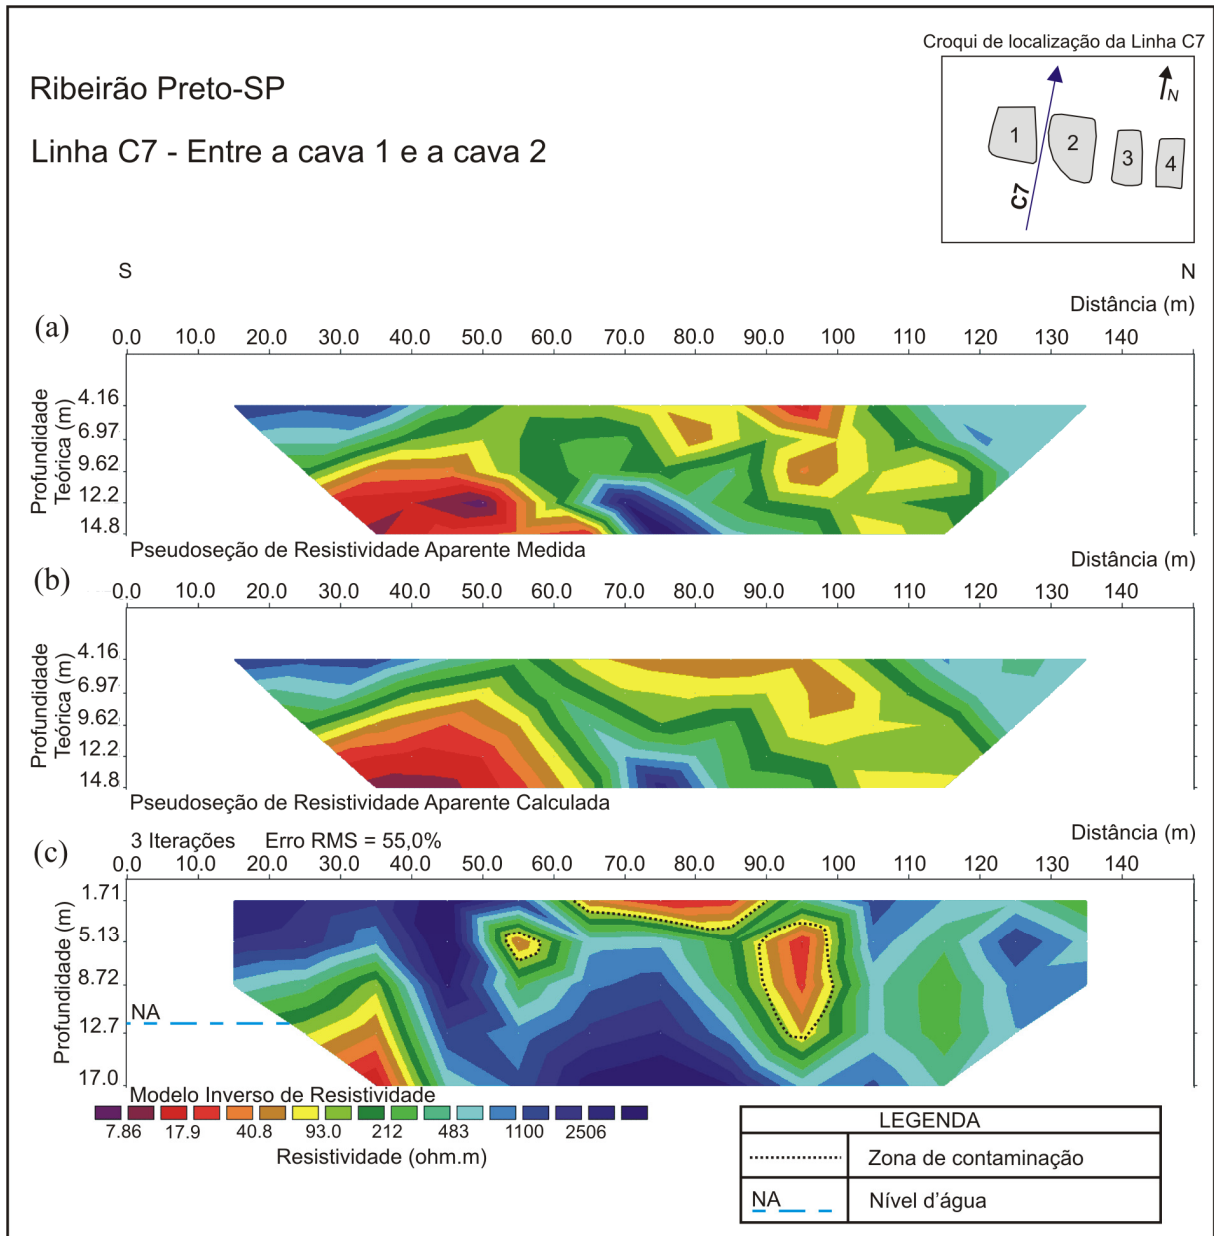 Croqui de localização da Linha C7
Ribeirão Preto-SP
Linha C7 - Entre a cava 1 e a cava 2
N
1
2
3
4
C7
S
N
Distância (m)
(a)
0.0 10.0 20.0 30.0 40.0 50.0 60.0 70.0 80.0 90.0 100 110 120 130 140
Profundidade
Teórica (m)
4.16
6.97
9.62
12.2
14.8
Pseudoseção de Resistividade Aparente Medida
Distância (m)
(b)
0.0 10.0 20.0 30.0 40.0 50.0 60.0 70.0 80.0 90.0 100 110 120 130 140
Profundidade
Teórica (m)
4.16
6.97
9.62
12.2
14.8
Pseudoseção de Resistividade Aparente Calculada
Distância (m)
(c)
3 Iterações Erro RMS = 55,0%
0.0 10.0 20.0 30.0 40.0 50.0 60.0 70.0 80.0 90.0 100 110 120 130 140
Profundidade (m)
1.71
5.13
8.72
12.7
17.0
NA
Modelo Inverso de Resistividade
7.86 17.9 40.8 93.0 212 483 1100 2506
Resistividade (ohm.m)
LEGENDA
Zona de contaminação
NA Nível d'água